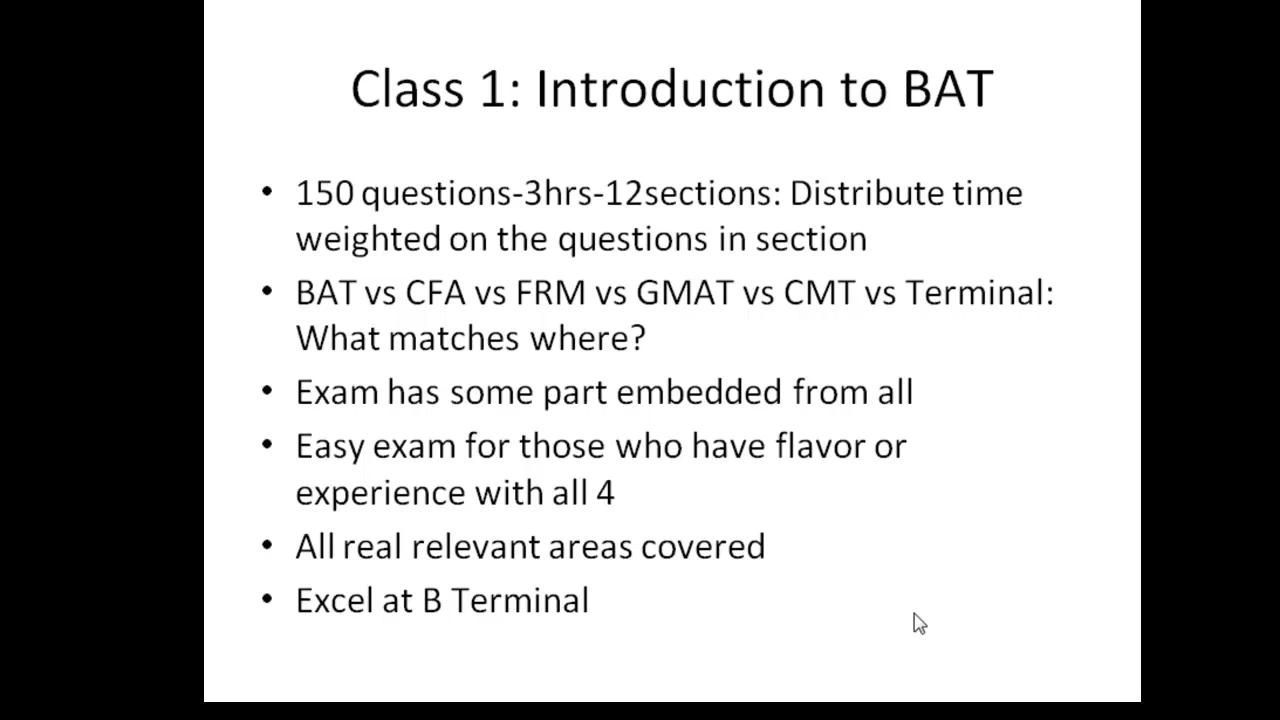 Class 1: Introduction to BAT
• 150 questions-3hrs-12sections: Distribute time
weighted on the questions in section
• BAT vs CFA vs FRM vs GMAT vs CMT vs Terminal:
What matches where?
• Exam has some part embedded from all
• Easy exam for those who have flavor or
experience with all 4
• All real relevant areas covered
• Excel at B Terminal